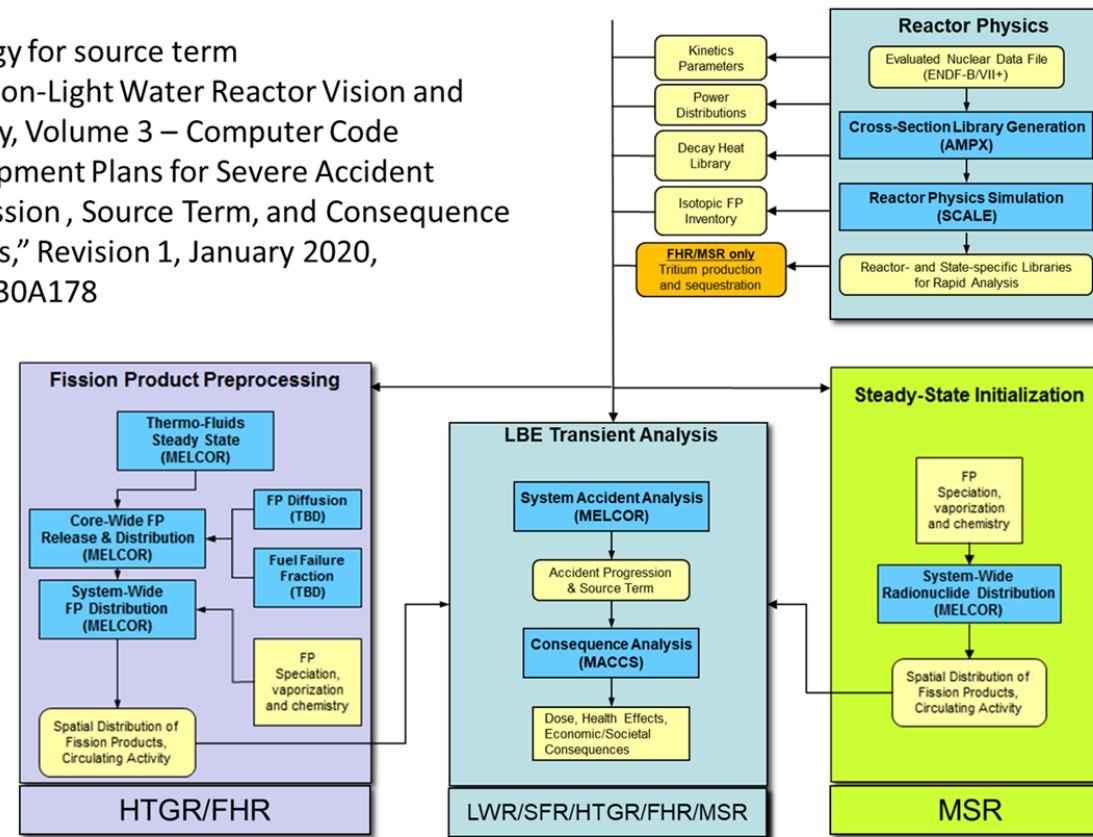 gy for source term
on-Light Water Reactor Vision and
y, Volume 3 – Computer Code
pment Plans for Severe Accident
ssion , Source Term, and Consequence
s,” Revision 1, January 2020,
30A178
Kinetics
Parameters
Power
Distributions
Decay Heat
Library
Isotopic FP
Inventory
FHR/MSR only
Tritium production
and sequestration
Reactor Physics
Evaluated Nuclear Data File
(ENDF-B/VII+)
Cross-Section Library Generation
(AMPX)
Reactor Physics Simulation
(SCALE)
Reactor- and State-specific Libraries
for Rapid Analysis
Fission Product Preprocessing
Thermo-Fluids
Steady State
(MELCOR)
FP Diffusion
(TBD)
Core-Wide FP
Release & Distribution
(MELCOR)
Fuel Failure
Fraction
(TBD)
System-Wide
FP Distribution
(MELCOR)
FP
Speciation,
vaporization
and chemistry
Spatial Distribution of
Fission Products,
Circulating Activity
HTGR/FHR
LBE Transient Analysis
System Accident Analysis
(MELCOR)
Accident Progression
& Source Term
Consequence Analysis
(MACCS)
Dose, Health Effects,
Economic/Societal
Consequences
LWR/SFR/HTGR/FHR/MSR
Steady-State Initialization
FP
Speciation,
vaporization
and chemistry
System-Wide
Radionuclide Distribution
(MELCOR)
Spatial Distribution of
Fission Products,
Circulating Activity
MSR